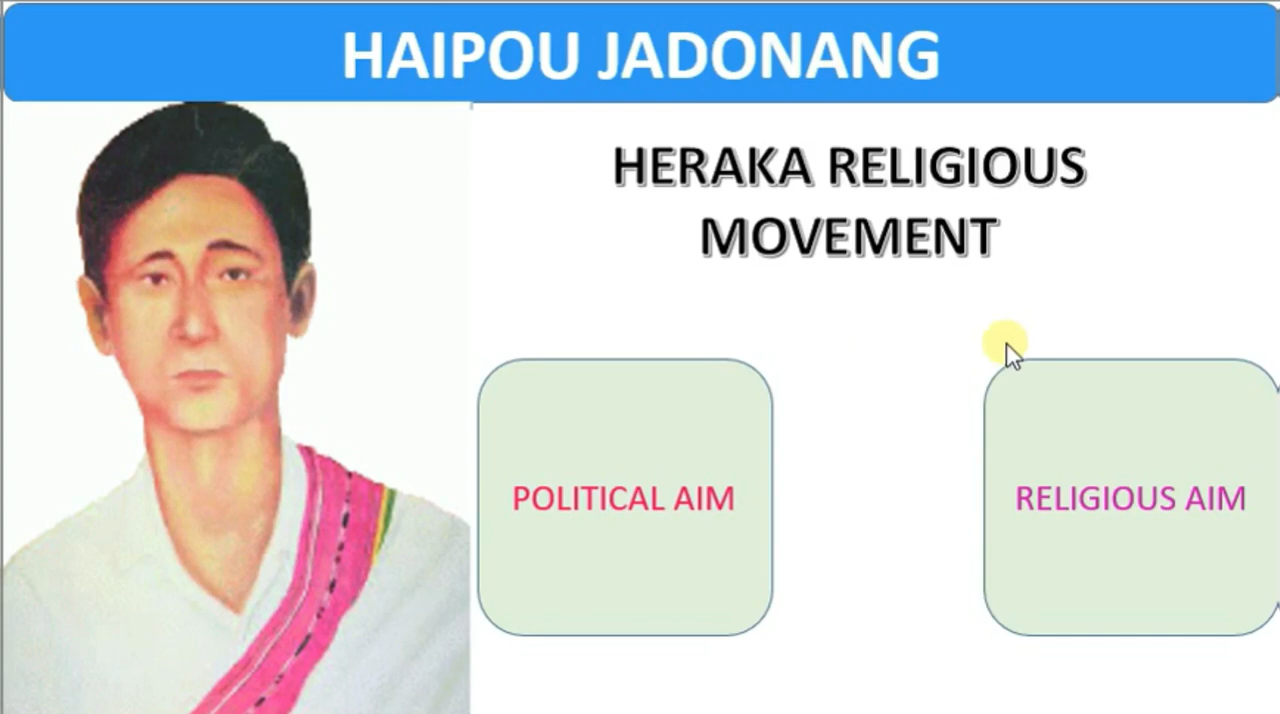 HAIPOU JADONANG
HERAKA RELIGIOUS
MOVEMENT
POLITICAL AIM
RELIGIOUS AIM